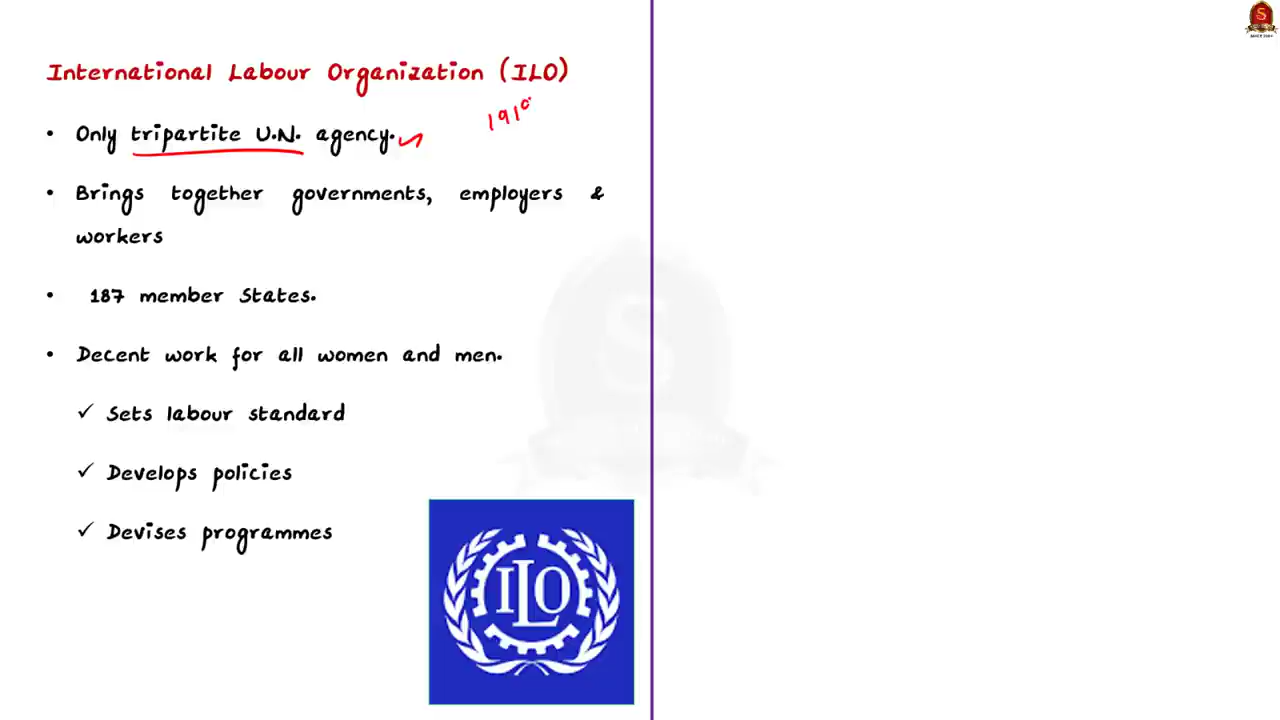 International Labour Organization (ILO)
• Only tripartite U.N. agency.
• Brings together governments, employers &
workers
• 187 member States.
• Decent work for all women and men.
✓ Sets labour standard
✓ Develops policies
✓ Devises programmes
ILO
S
S